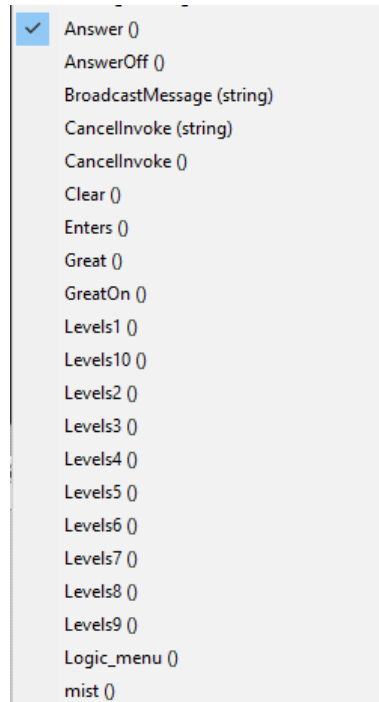 Answer ()
AnswerOff ()
BroadcastMessage (string)
CancelInvoke (string)
CancelInvoke ()
Clear ()
Enters ()
Great ()
GreatOn ()
Levels1 ()
Levels10 ()
Levels2 ()
Levels3 ()
Levels4 ()
Levels5 ()
Levels6 ()
Levels7 ()
Levels8 ()
Levels9 ()
Logic_menu ()
mist ()